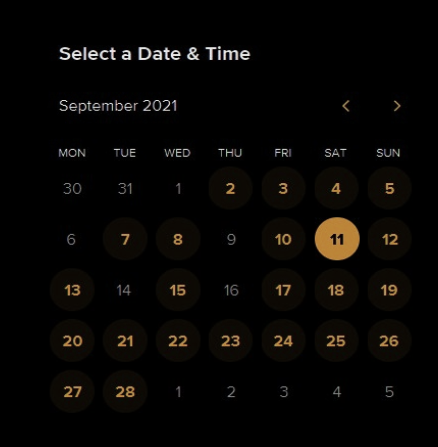 Select a Date & Time
September 2021
MON TUE WED THU FRI SAT SUN
30 31 1 2 3 4 5
6 7 8 9 10 11 12
13 14 15 16 17 18 19
20 21 22 23 24 25 26
27 28 1 2 3 4 5